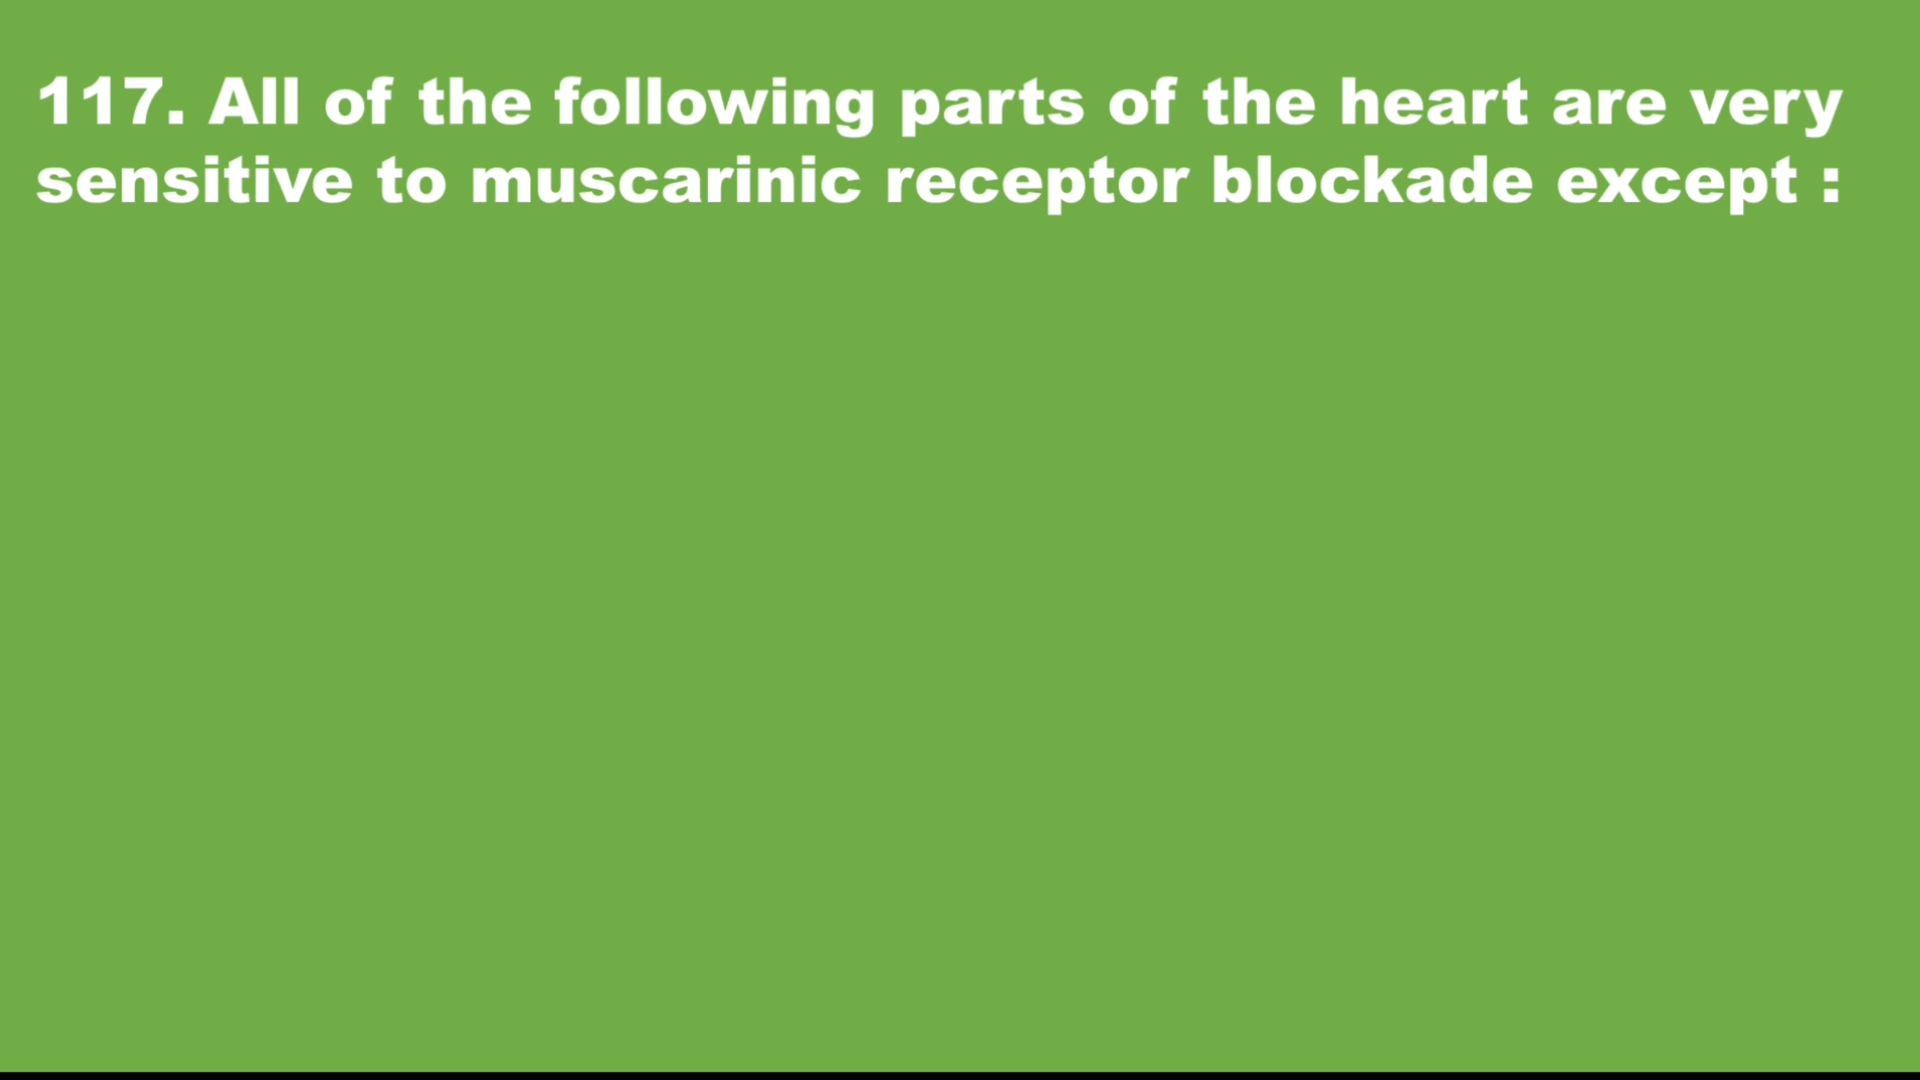 117. All of the following parts of the heart are very
sensitive to muscarinic receptor blockade except :